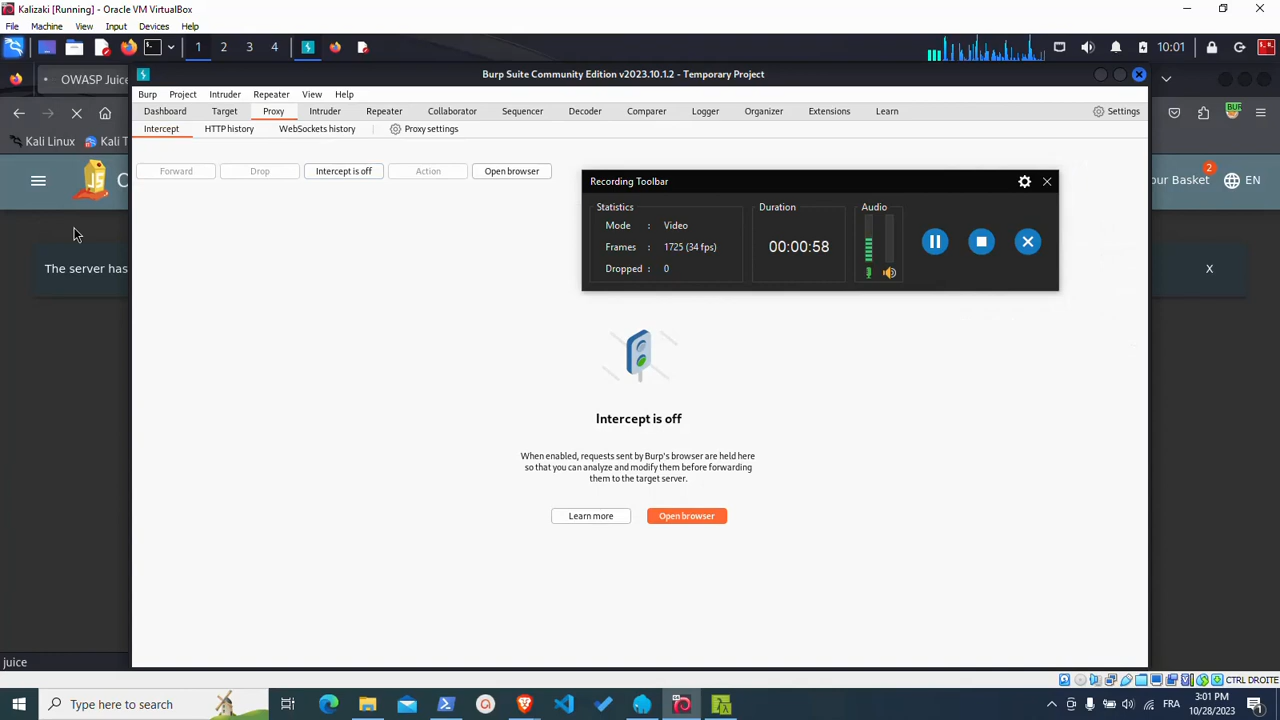 Kalizaki [Running] - Oracle VM VirtualBox
File Machine View Input Devices Help
1 2 3 4 10:01
OWASP Juice
Burp Suite Community Edition v2023.10.1.2 - Temporary Project
Burp Project Intruder Repeater View Help
Dashboard Target Proxy Intruder Repeater Collaborator Sequencer Decoder Comparer Logger Organizer Extensions Learn Settings
Intercept HTTP history WebSockets history Proxy settings
Kali Linux Kali T
BUR
Forward Drop Intercept is off Action Open browser
our Basket 2 EN
Recording Toolbar
Statistics Duration Audio
Mode : Video
Frames : 1725 (34 fps)
Dropped : 0
00:00:58
The server has X
Intercept is off
When enabled, requests sent by Burp's browser are held here
so that you can analyze and modify them before forwarding
them to the target server.
Learn more Open browser
juice
CTRL DROITE
Type here to search
FRA
3:01 PM
10/28/2023
1